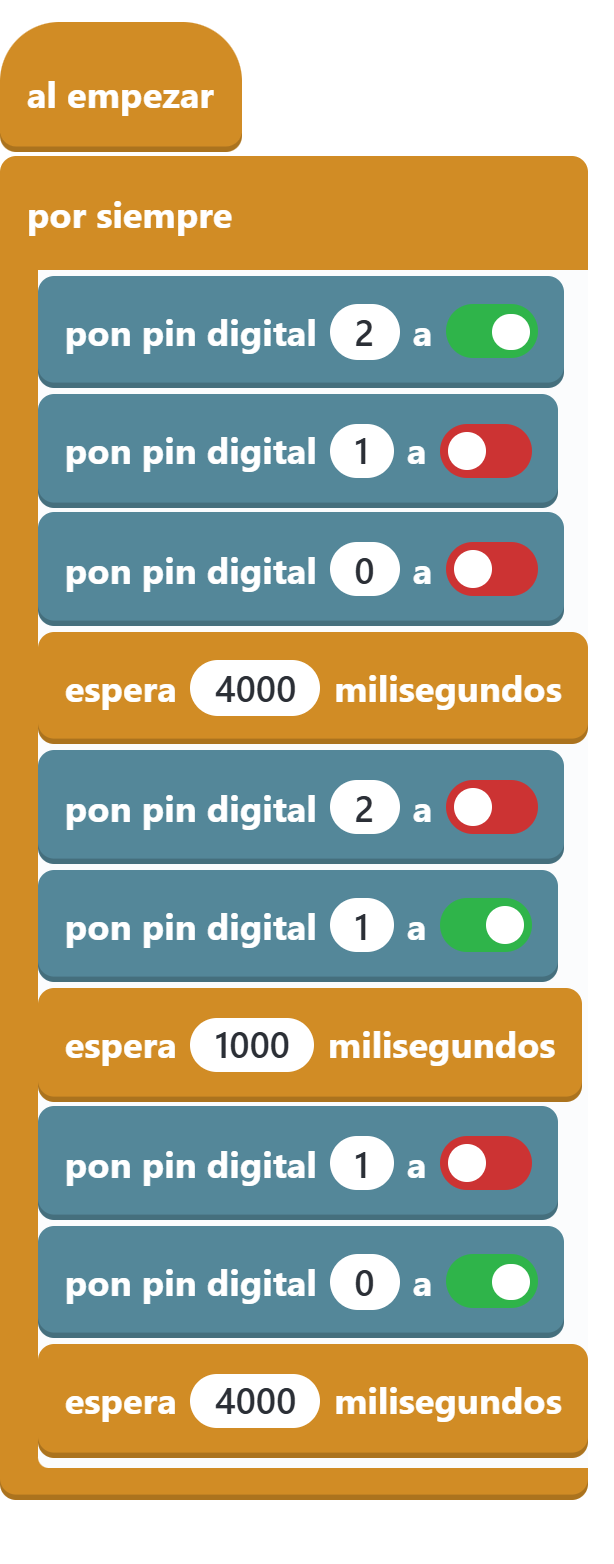 al empezar
por siempre
pon pin digital 2 a
pon pin digital 1 a
pon pin digital 0 a
espera 4000 milisegundos
pon pin digital 2 a
pon pin digital 1 a
espera 1000 milisegundos
pon pin digital 1 a
pon pin digital 0 a
espera 4000 milisegundos